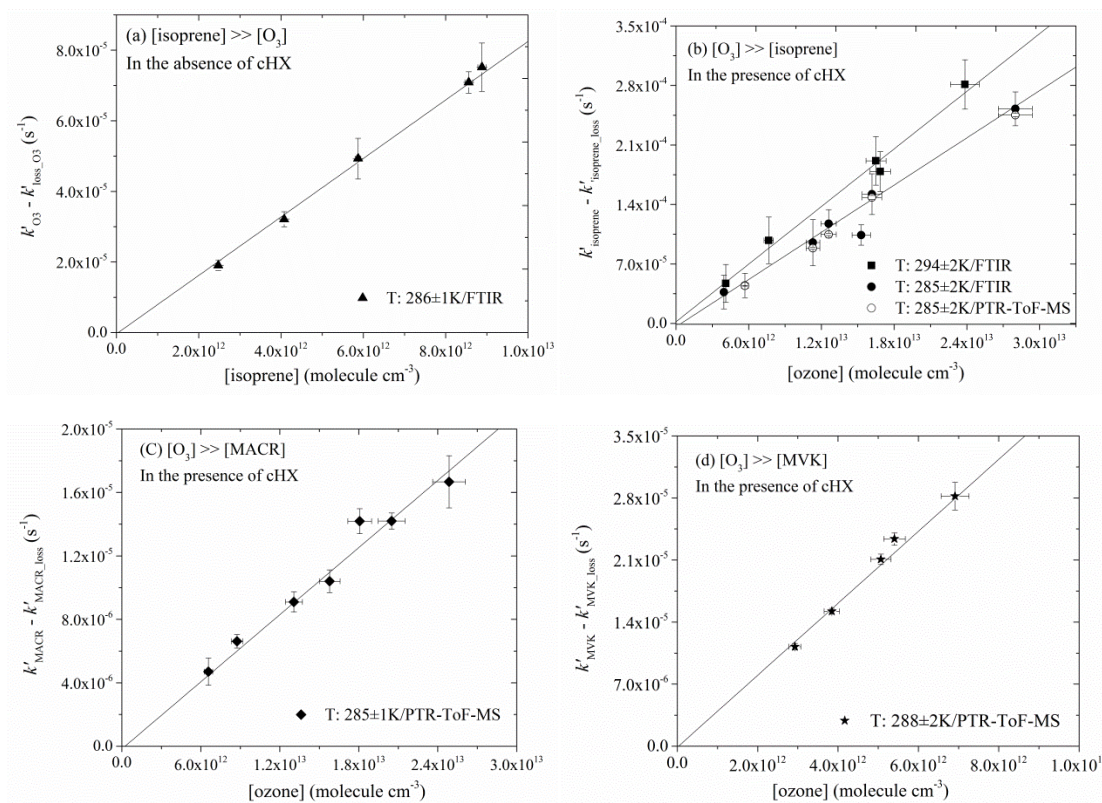 (a) [isoprene] >> [O₃]
In the absence of cHX
8.0x10⁻⁵
6.0x10⁻⁵
4.0x10⁻⁵
2.0x10⁻⁵
0.0
k'O3 - k'loss_O3 (s⁻¹)
T: 286±1K/FTIR
0.0
2.0x10¹²
4.0x10¹²
6.0x10¹²
8.0x10¹²
1.0x10¹³
[isoprene] (molecule cm⁻³)
(b) [O₃] >> [isoprene]
In the presence of cHX
3.5x10⁻⁴
2.8x10⁻⁴
2.1x10⁻⁴
1.4x10⁻⁴
7.0x10⁻⁵
0.0
k'isoprene - k'isoprene_loss (s⁻¹)
T: 294±2K/FTIR
T: 285±2K/FTIR
T: 285±2K/PTR-ToF-MS
0.0
6.0x10¹²
1.2x10¹³
1.8x10¹³
2.4x10¹³
3.0x10¹³
[ozone] (molecule cm⁻³)
(C) [O₃] >> [MACR]
In the presence of cHX
2.0x10⁻⁵
1.6x10⁻⁵
1.2x10⁻⁵
8.0x10⁻⁶
4.0x10⁻⁶
0.0
k'MACR - k'MACR_loss (s⁻¹)
T: 285±1K/PTR-ToF-MS
0.0
6.0x10¹²
1.2x10¹³
1.8x10¹³
2.4x10¹³
3.0x10¹³
[ozone] (molecule cm⁻³)
(d) [O₃] >> [MVK]
In the presence of cHX
3.5x10⁻⁵
2.8x10⁻⁵
2.1x10⁻⁵
1.4x10⁻⁵
7.0x10⁻⁶
0.0
k'MVK - k'MVK_loss (s⁻¹)
T: 288±2K/PTR-ToF-MS
0.0
2.0x10¹²
4.0x10¹²
6.0x10¹²
8.0x10¹²
[ozone] (molecule cm⁻³)